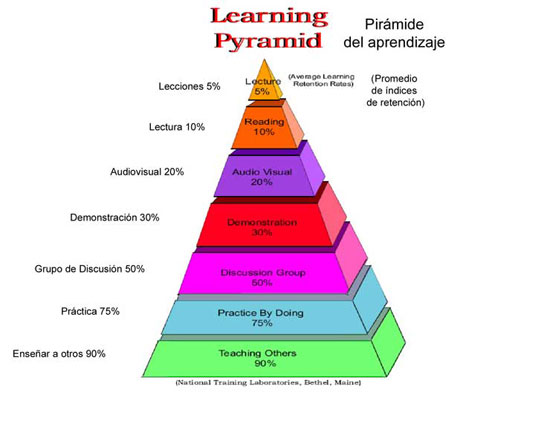 Learning
Pyramid
Pirámide
del aprendizaje
(Average Learning
Retention Rates)
(Promedio
de índices
de retención)
Lecciones 5%
Lecture
5%
Lectura 10%
Reading
10%
Audiovisual 20%
Audio Visual
20%
Demonstración 30%
Demonstration
30%
Grupo de Discusión 50%
Discussion Group
50%
Práctica 75%
Practice By Doing
75%
Enseñar a otros 90%
Teaching Others
90%
(National Training Laboratories, Bethel, Maine)